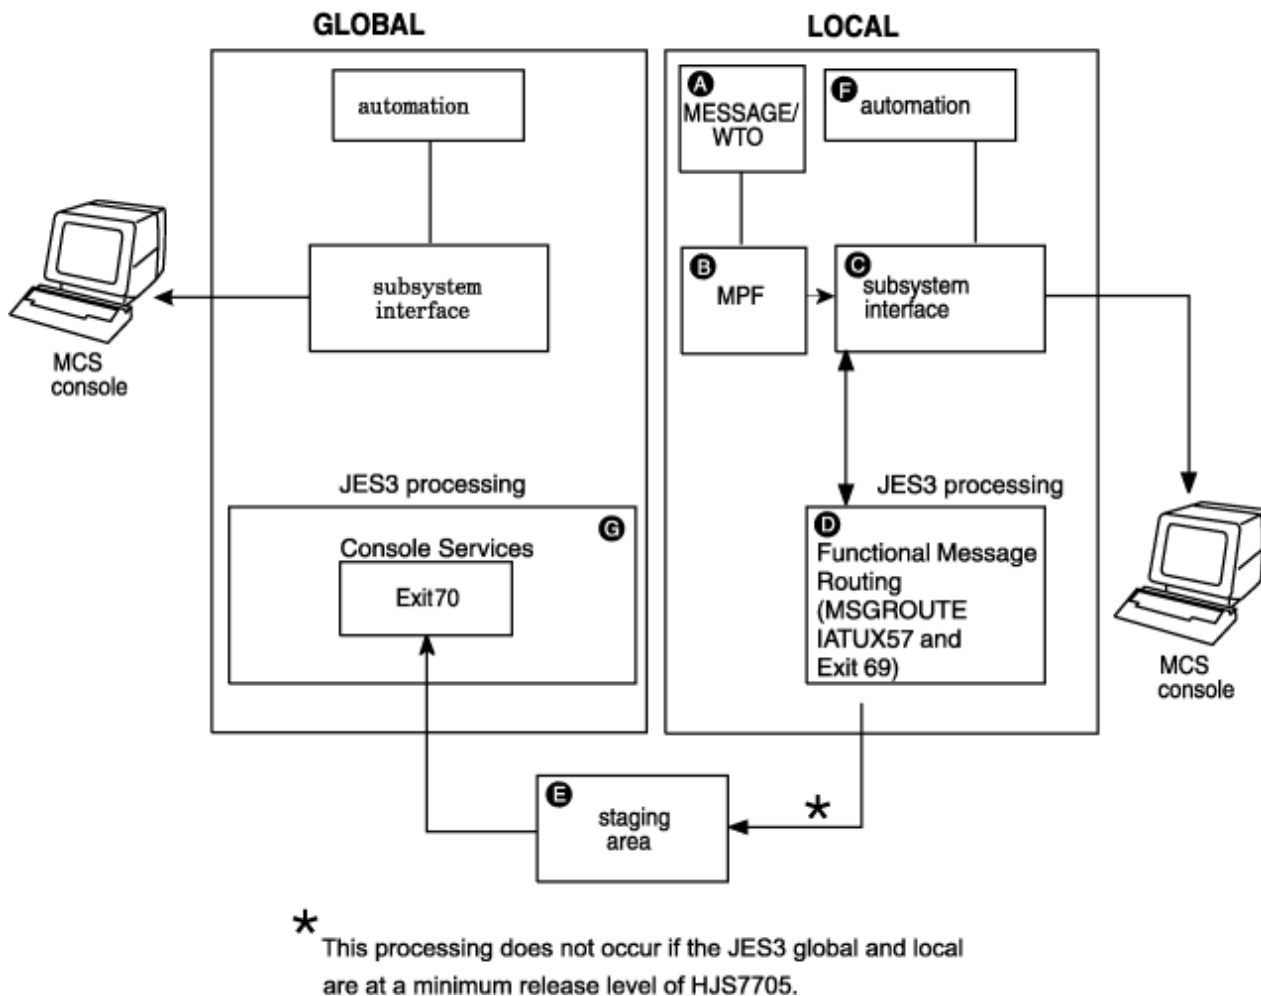 GLOBAL
LOCAL
automation
A
MESSAGE/
WTO
F
automation
subsystem
interface
B
MPF
C
subsystem
interface
MCS
console
JES3 processing
JES3 processing
G
Console Services
Exit70
D
Functional Message
Routing
(MSGROUTE
IATUX57 and
Exit 69)
MCS
console
E
staging
area
*
* This processing does not occur if the JES3 global and local
are at a minimum release level of HJS7705.